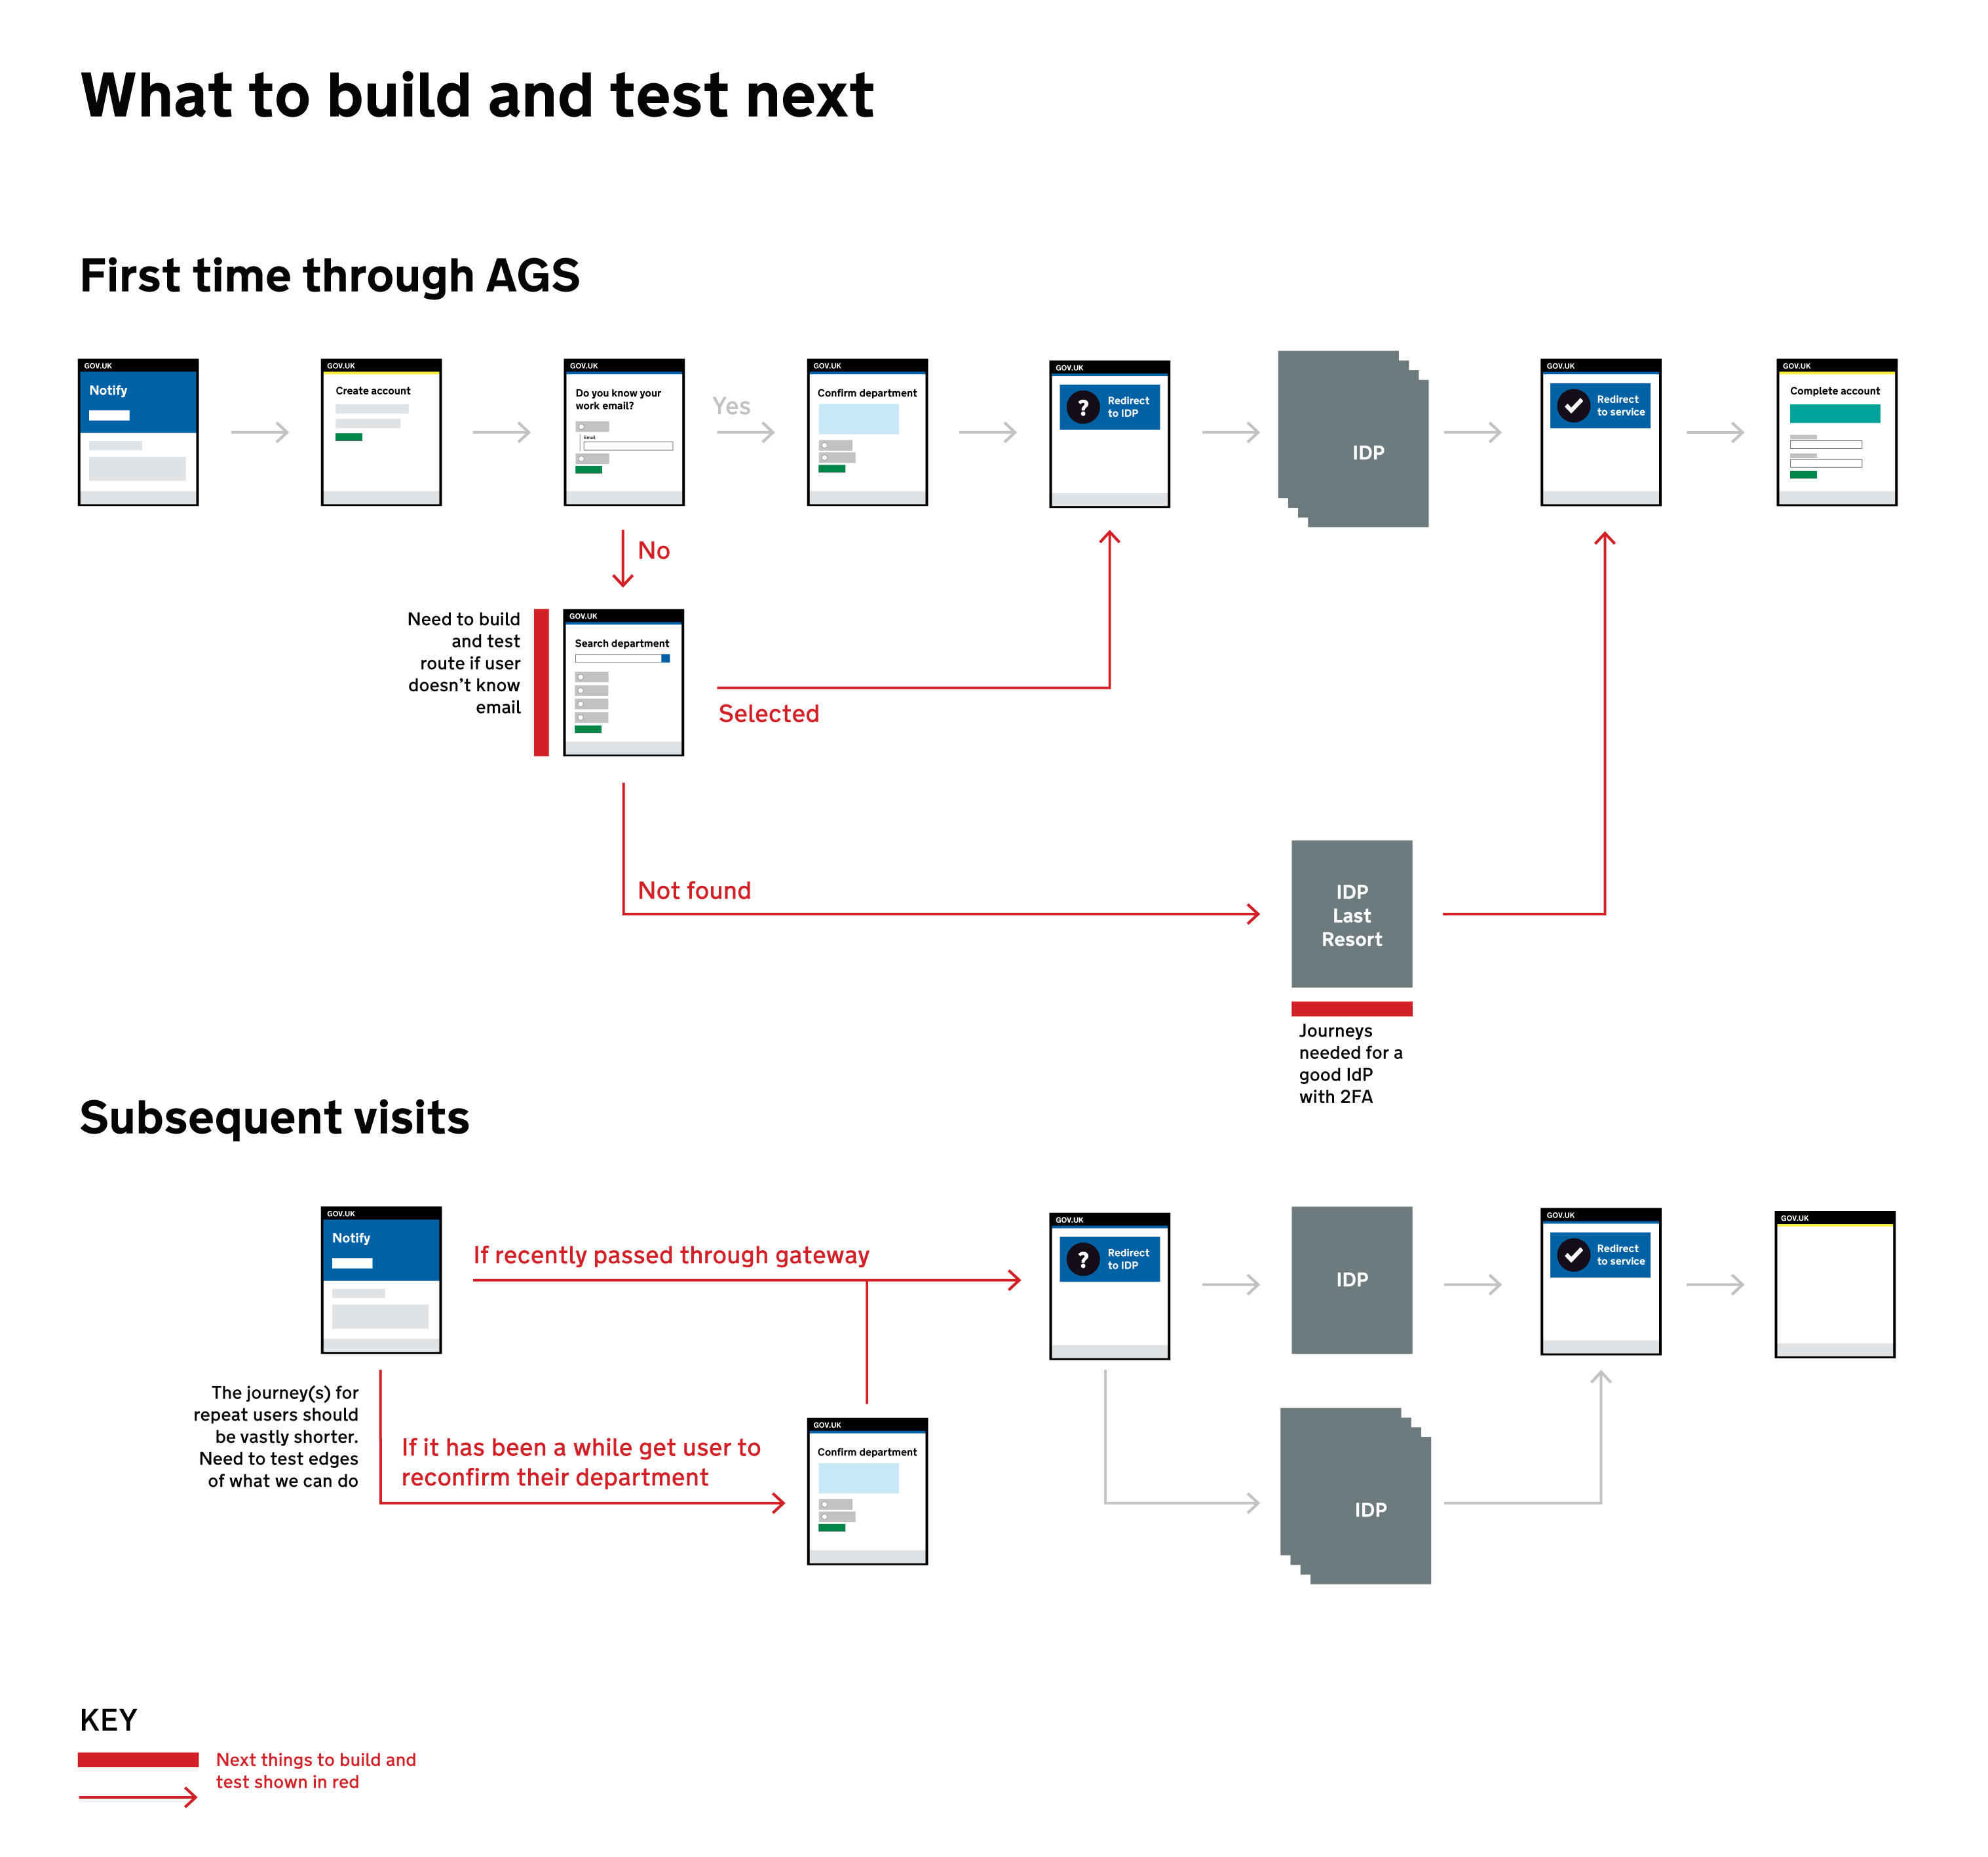 What to build and test next
First time through AGS
GOV.UK
Notify
GOV.UK
Create account
GOV.UK
Do you know your
work email?
Email
Yes
GOV.UK
Confirm department
GOV.UK
?
Redirect
to IDP
IDP
GOV.UK
Redirect
to service
GOV.UK
Complete account
No
Need to build
and test
route if user
doesn't know
email
GOV.UK
Search department
Selected
Not found
IDP
Last
Resort
Journeys
needed for a
good IdP
with 2FA
Subsequent visits
GOV.UK
Notify
If recently passed through gateway
GOV.UK
?
Redirect
to IDP
IDP
GOV.UK
Redirect
to service
GOV.UK
The journey(s) for
repeat users should
be vastly shorter.
Need to test edges
of what we can do
If it has been a while get user to
reconfirm their department
GOV.UK
Confirm department
IDP
KEY
Next things to build and
test shown in red